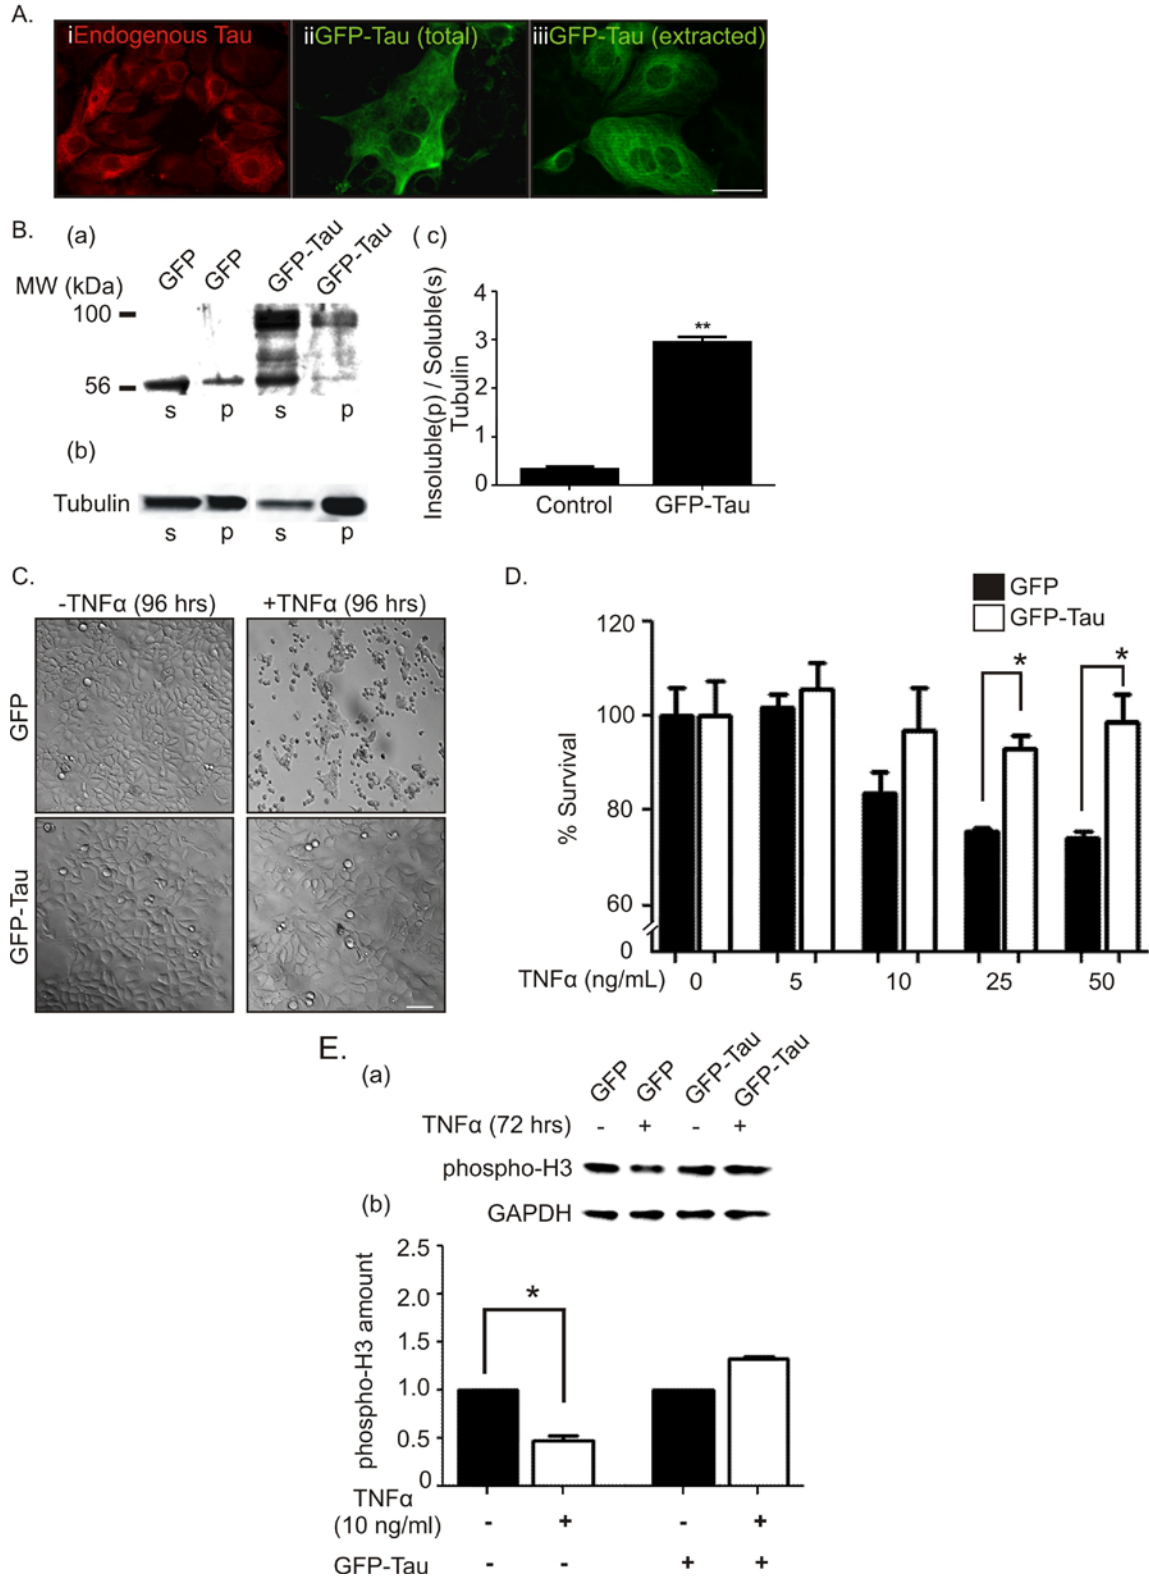 A.
iEndogenous Tau
iiGFP-Tau (total)
iiiGFP-Tau (extracted)
B.
(a)
GFP GFP GFP-Tau GFP-Tau
MW (kDa)
100
56
s p s p
(b)
Tubulin
s p s p
( c)
Insoluble(p) / Soluble(s)
Tubulin
4
3
2
1
0
**
Control GFP-Tau
C.
-TNFα (96 hrs) +TNFα (96 hrs)
GFP
GFP-Tau
D.
GFP
GFP-Tau
% Survival
120
100
80
60
0
* *
TNFα (ng/mL) 0 5 10 25 50
E.
(a)
GFP GFP GFP-Tau GFP-Tau
TNFα (72 hrs) - + - +
phospho-H3
GAPDH
(b)
phospho-H3 amount
2.5
2.0
1.5
1.0
0.5
0
*
TNFα
(10 ng/ml) - + - +
GFP-Tau - - + +